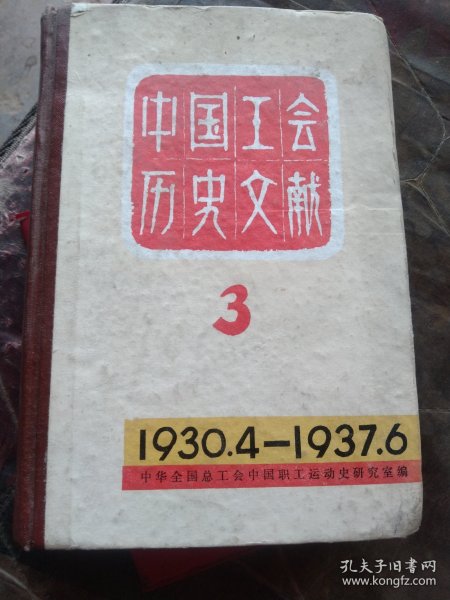 中国工会
历史文献
3
1930.4—1937.6
中华全国总工会中国职工运动史研究室编
孔夫子旧书网
www.kongfz.com